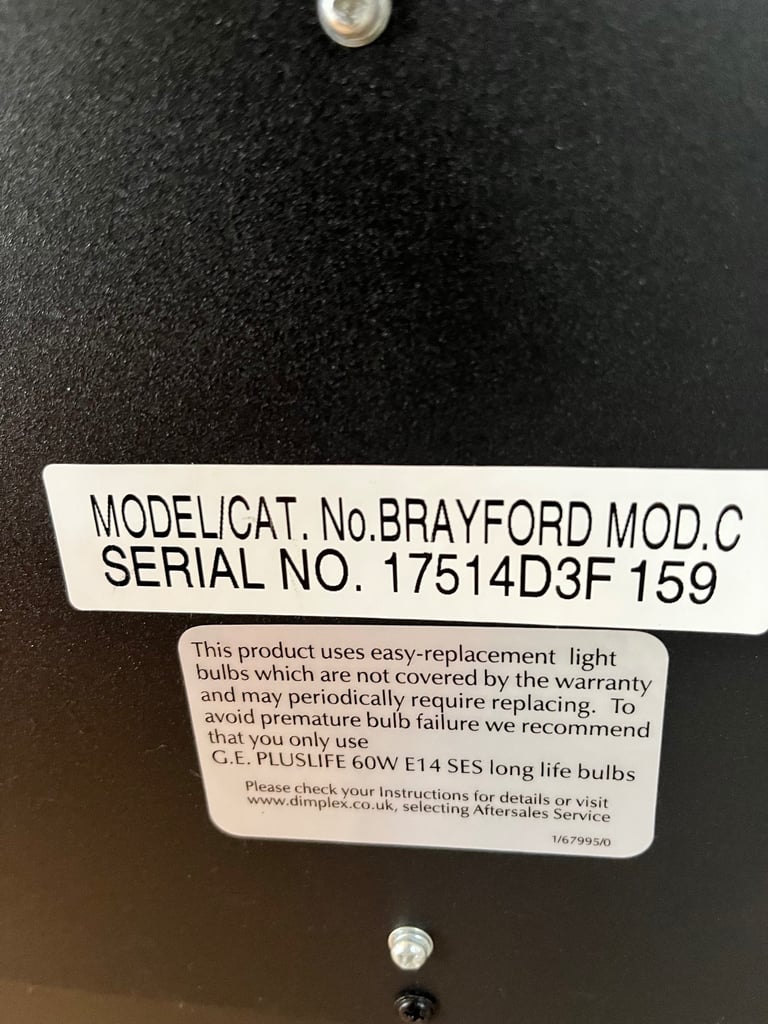 MODEL/CAT. No.BRAYFORD MOD.C
SERIAL NO. 17514D3F 159
This product uses easy-replacement light
bulbs which are not covered by the warranty
and may periodically require replacing. To
avoid premature bulb failure we recommend
that you only use
G.E. PLUSLIFE 60W E14 SES long life bulbs
Please check your Instructions for details or visit
www.dimplex.co.uk, selecting Aftersales Service
1/67995/0